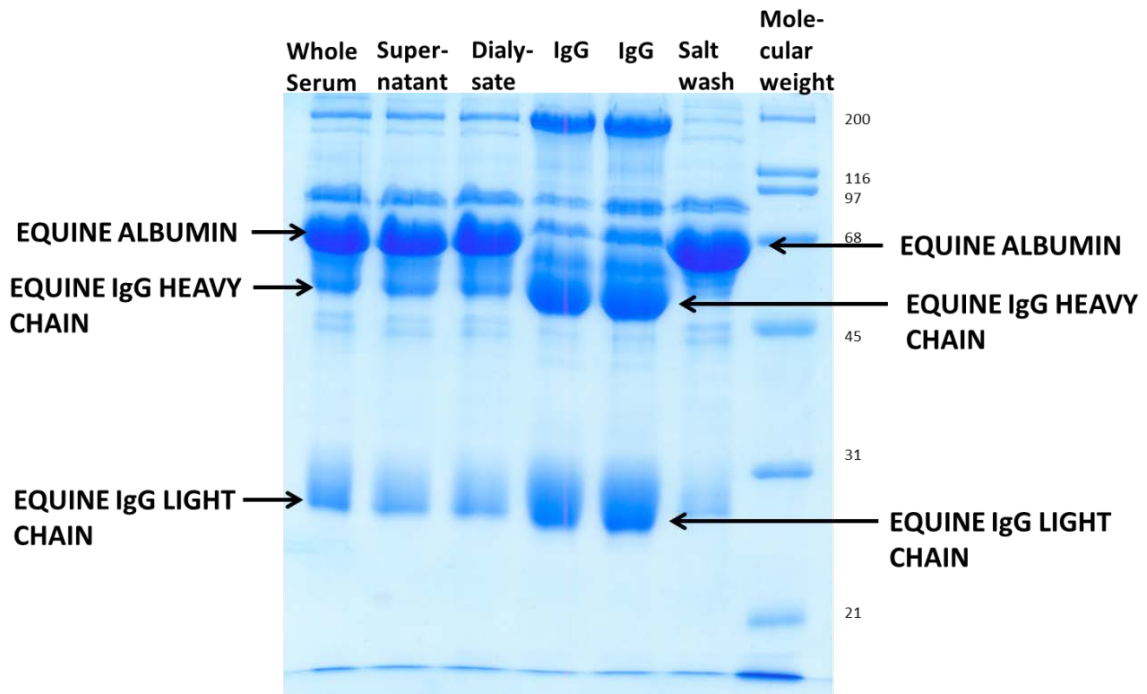 Whole
Serum
Super-
natant
Dialy-
sate
IgG
IgG
Salt
wash
Mole-
cular
weight
200
116
97
EQUINE ALBUMIN
68
EQUINE ALBUMIN
EQUINE IgG HEAVY
CHAIN
EQUINE IgG HEAVY
CHAIN
45
31
EQUINE IgG LIGHT
CHAIN
EQUINE IgG LIGHT
CHAIN
21